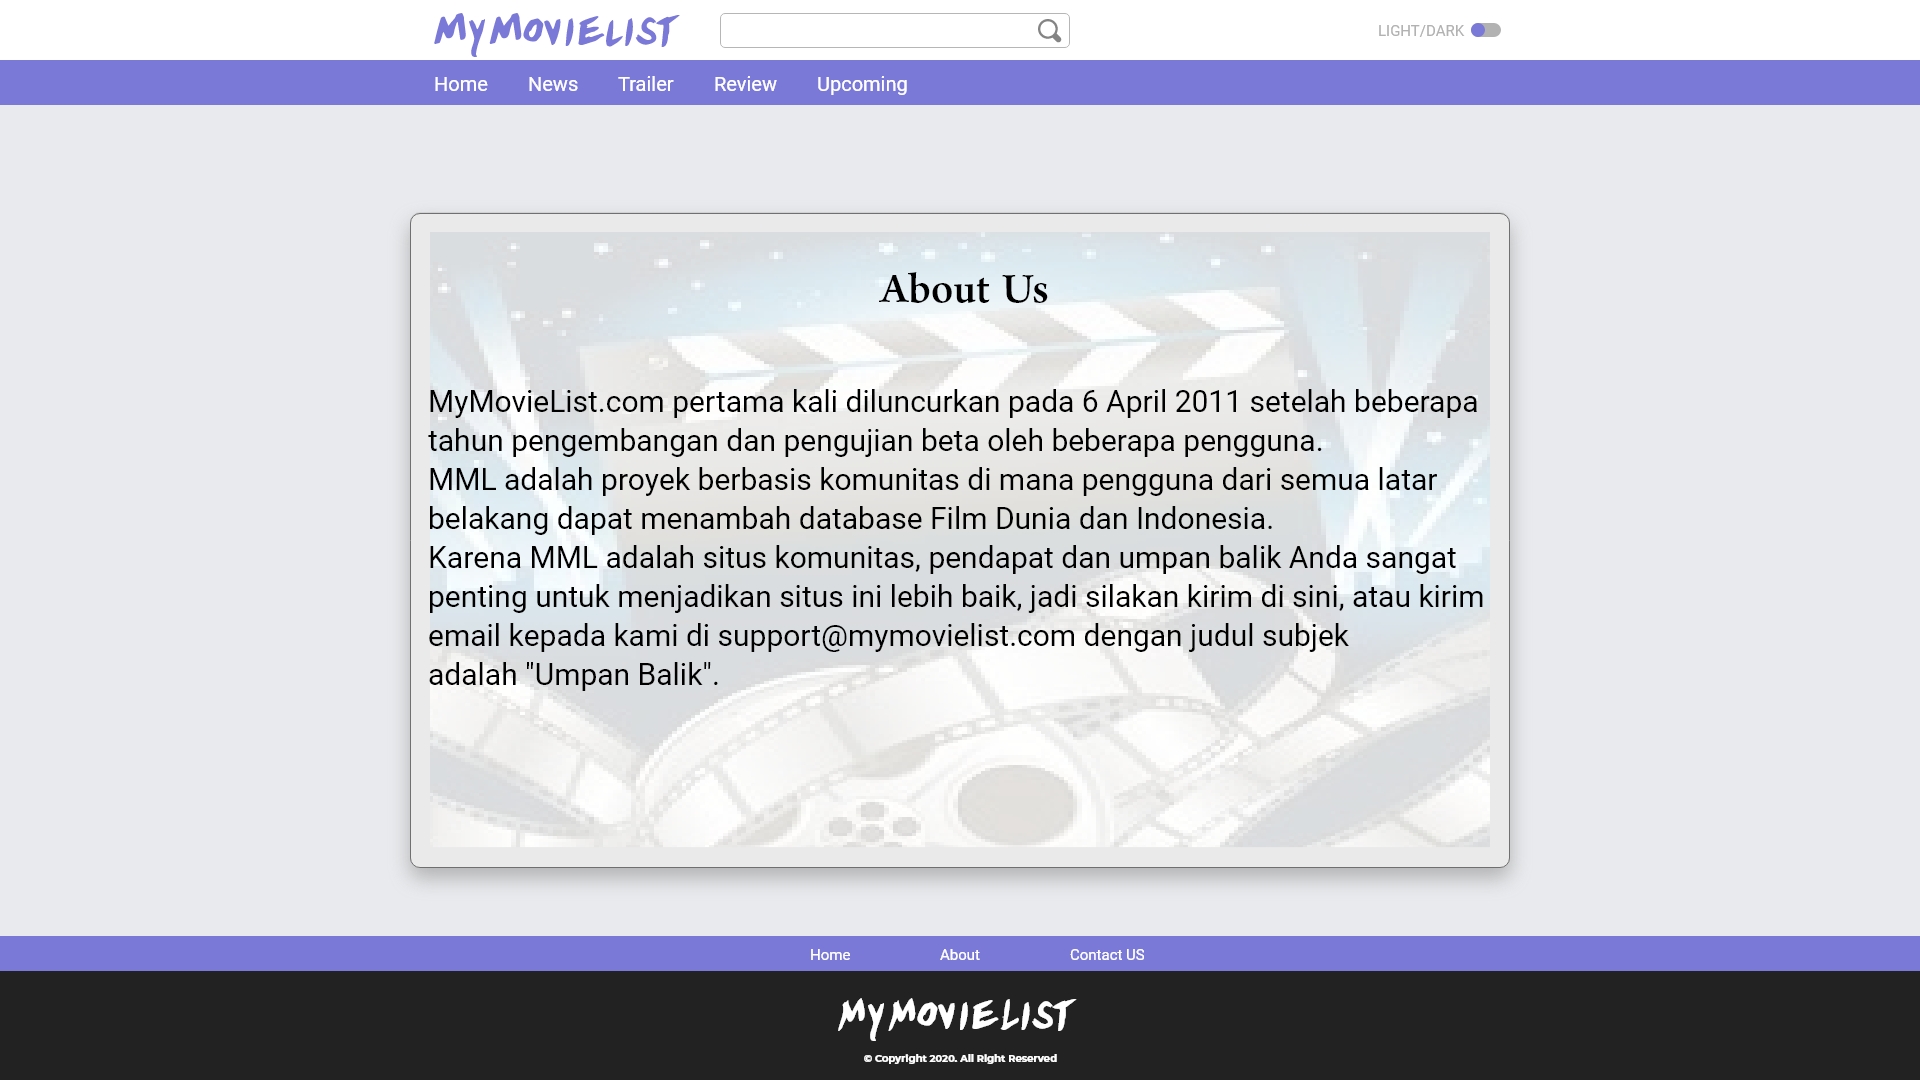 MyMovieList
LIGHT/DARK
Home News Trailer Review Upcoming
About Us
MyMovieList.com pertama kali diluncurkan pada 6 April 2011 setelah beberapa
tahun pengembangan dan pengujian beta oleh beberapa pengguna.
MML adalah proyek berbasis komunitas di mana pengguna dari semua latar
belakang dapat menambah database Film Dunia dan Indonesia.
Karena MML adalah situs komunitas, pendapat dan umpan balik Anda sangat
penting untuk menjadikan situs ini lebih baik, jadi silakan kirim di sini, atau kirim
email kepada kami di support@mymovielist.com dengan judul subjek
adalah "Umpan Balik".
Home About Contact US
MyMovieList
© Copyright 2020. All Right Reserved